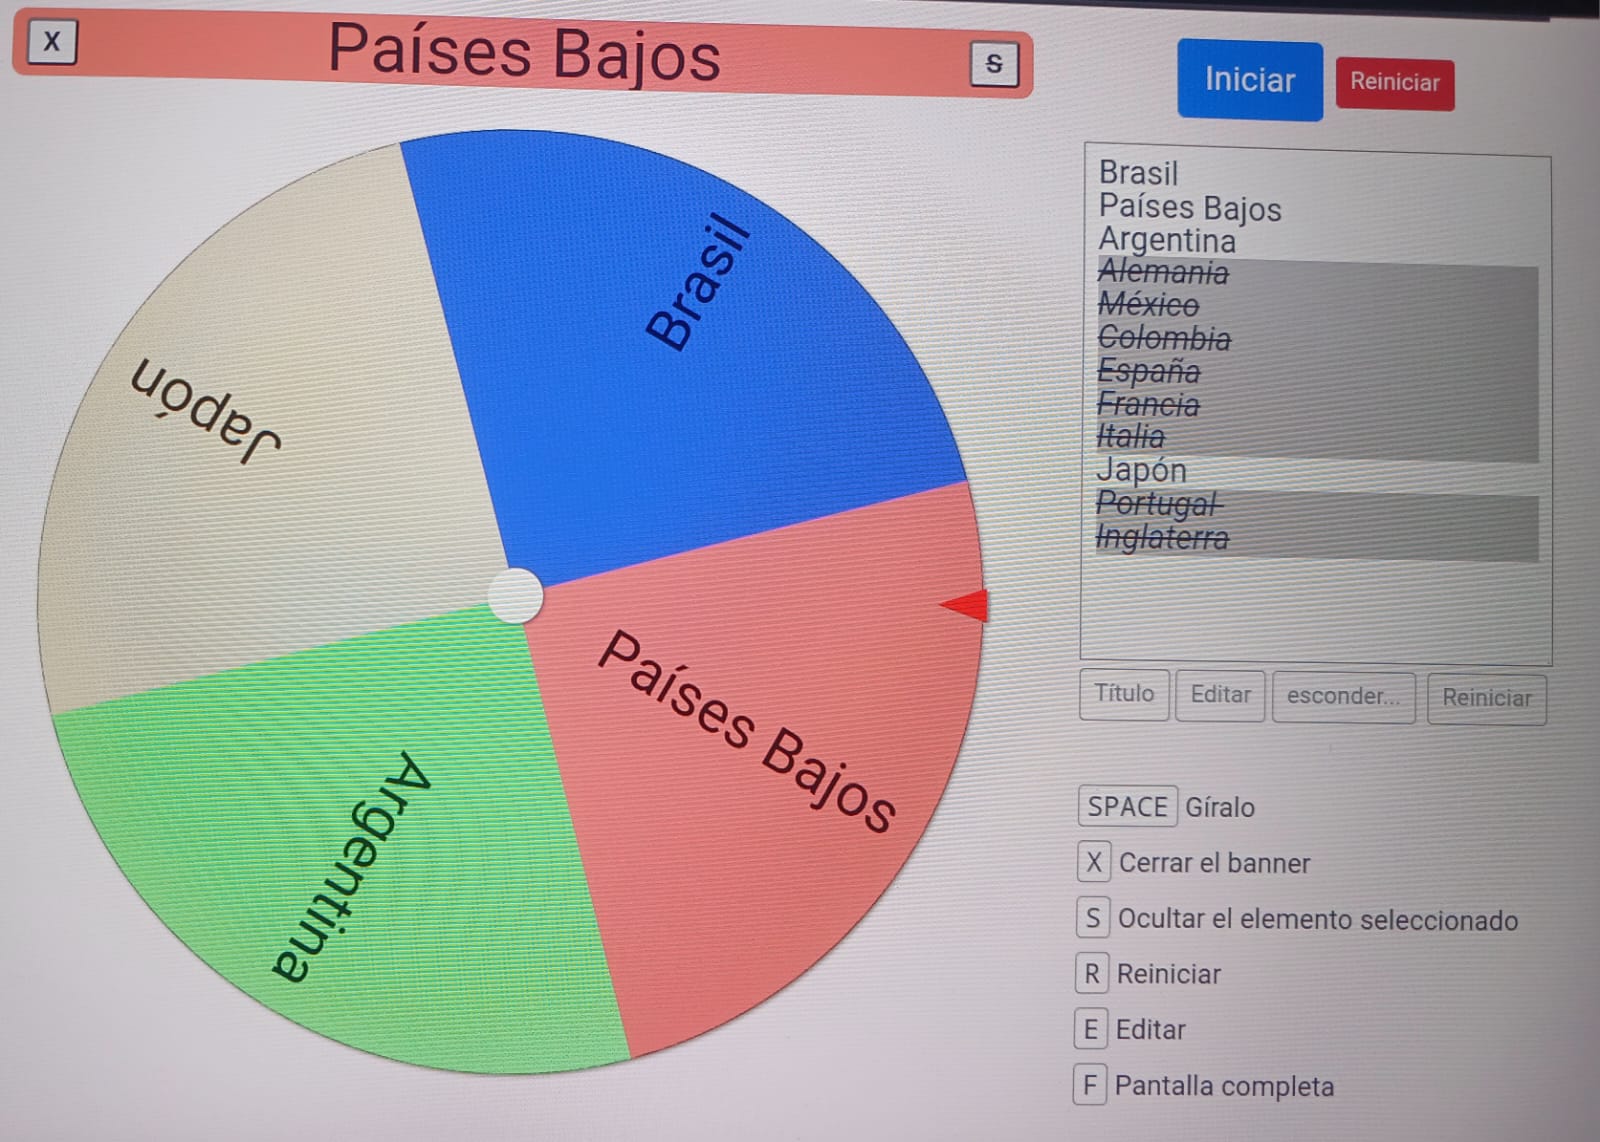 X
Países Bajos
S
Iniciar
Reiniciar
Brasil
Japón
Países Bajos
Argentina
Brasil
Países Bajos
Argentina
Alemania
México
Colombia
España
Francia
Italia
Japón
Portugal
Inglaterra
Título
Editar
esconder...
Reiniciar
SPACE Gíralo
X Cerrar el banner
S Ocultar el elemento seleccionado
R Reiniciar
E Editar
F Pantalla completa